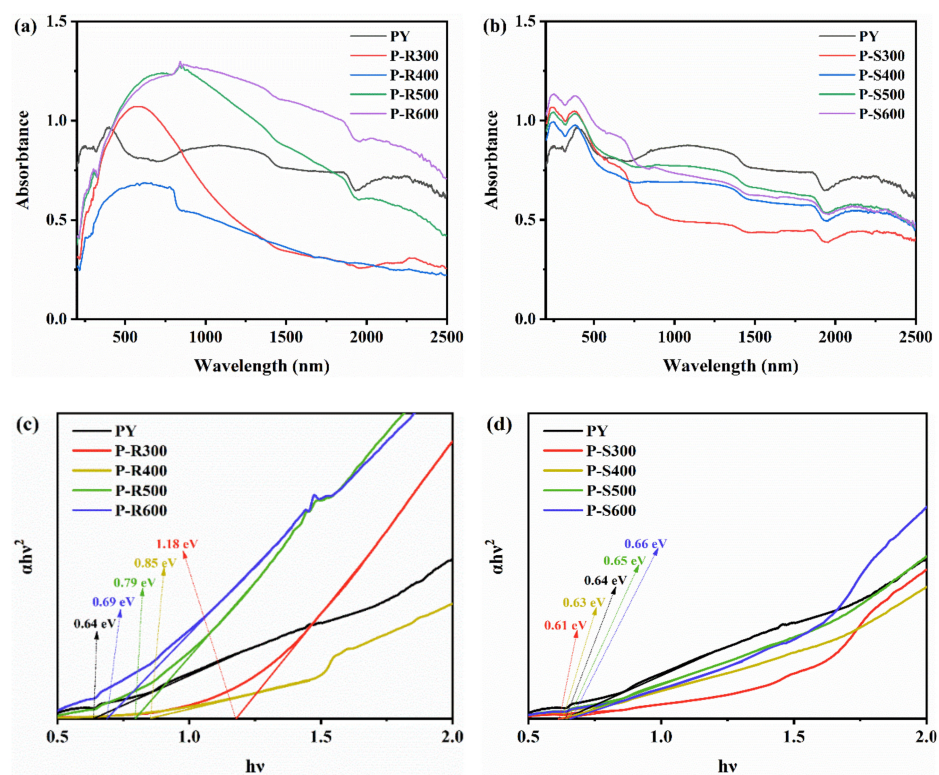 (a)
PY
P-R300
P-R400
P-R500
P-R600
1.5
1.0
0.5
0.0
500
1000
1500
2000
2500
Absorbtance
Wavelength (nm)
(b)
PY
P-S300
P-S400
P-S500
P-S600
1.5
1.0
0.5
0.0
500
1000
1500
2000
2500
Absorbtance
Wavelength (nm)
(c)
PY
P-R300
P-R400
P-R500
P-R600
1.18 eV
0.85 eV
0.79 eV
0.69 eV
0.64 eV
0.5
1.0
1.5
2.0
αhν²
hν
(d)
PY
P-S300
P-S400
P-S500
P-S600
0.66 eV
0.65 eV
0.64 eV
0.63 eV
0.61 eV
0.5
1.0
1.5
2.0
αhν²
hν